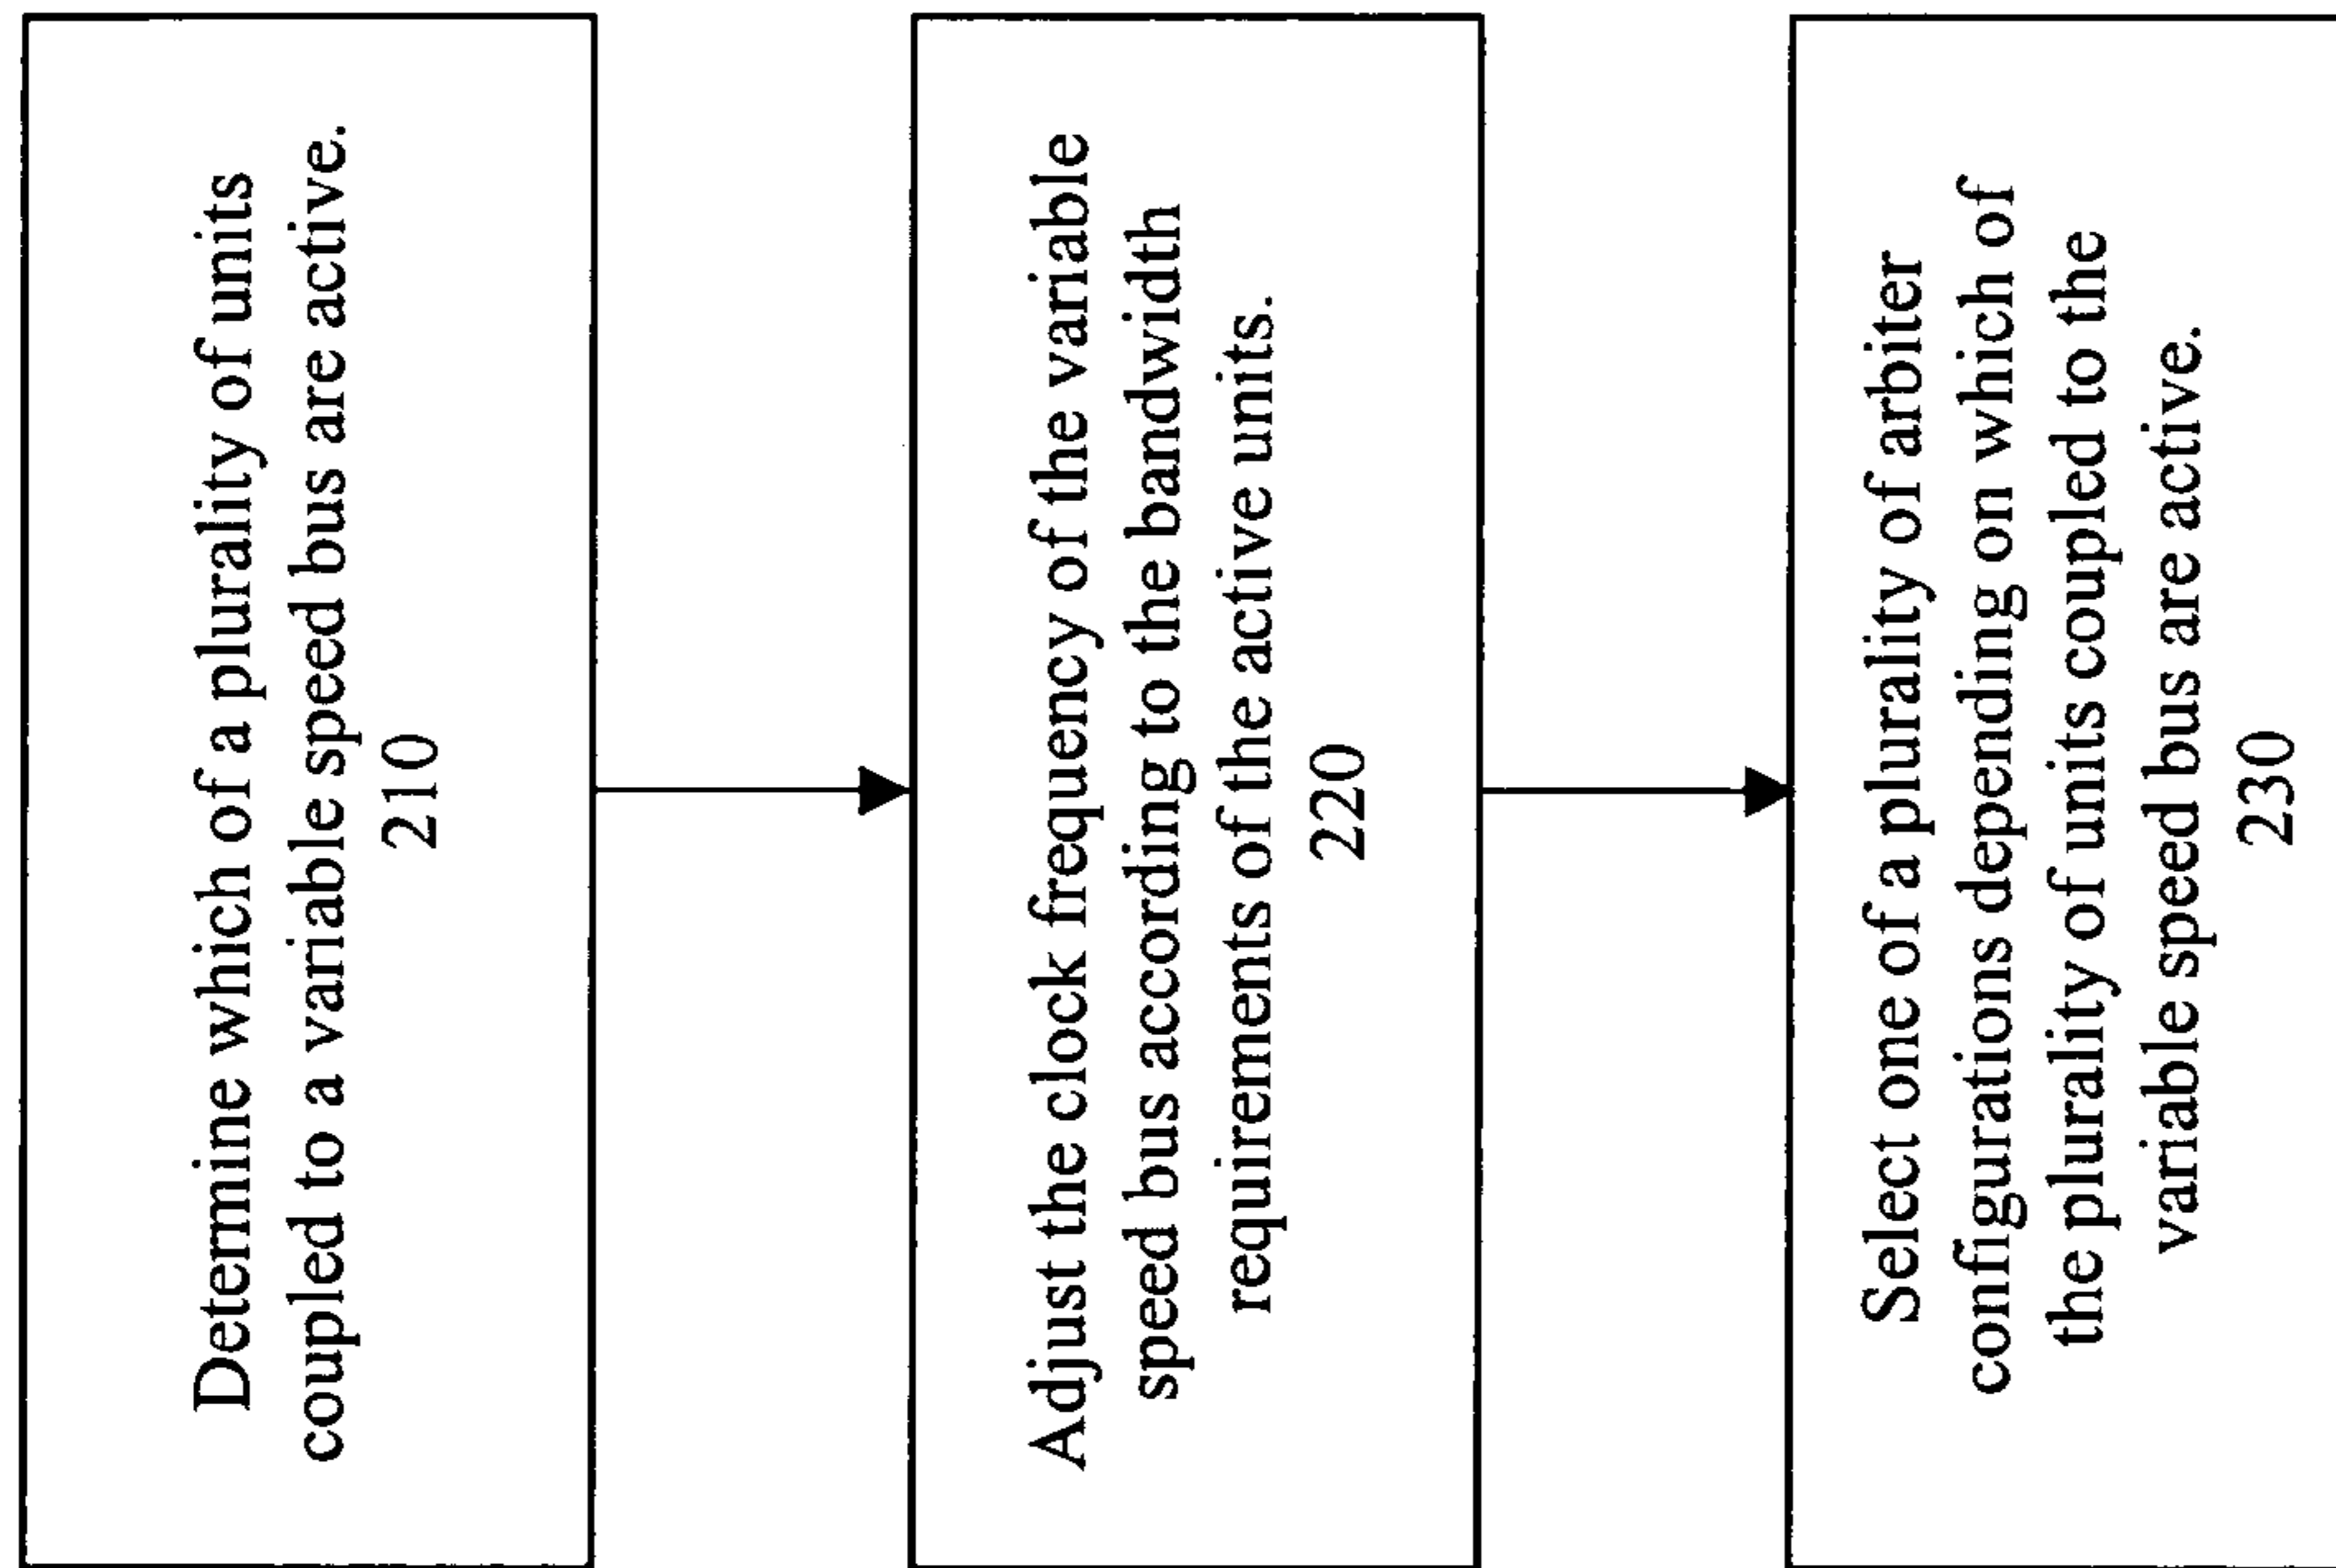 Determine which of a plurality of units
coupled to a variable speed bus are active.
210
Adjust the clock frequency of the variable
speed bus according to the bandwidth
requirements of the active units.
220
Select one of a plurality of arbiter
configurations depending on which of
the plurality of units coupled to the
variable speed bus are active.
230